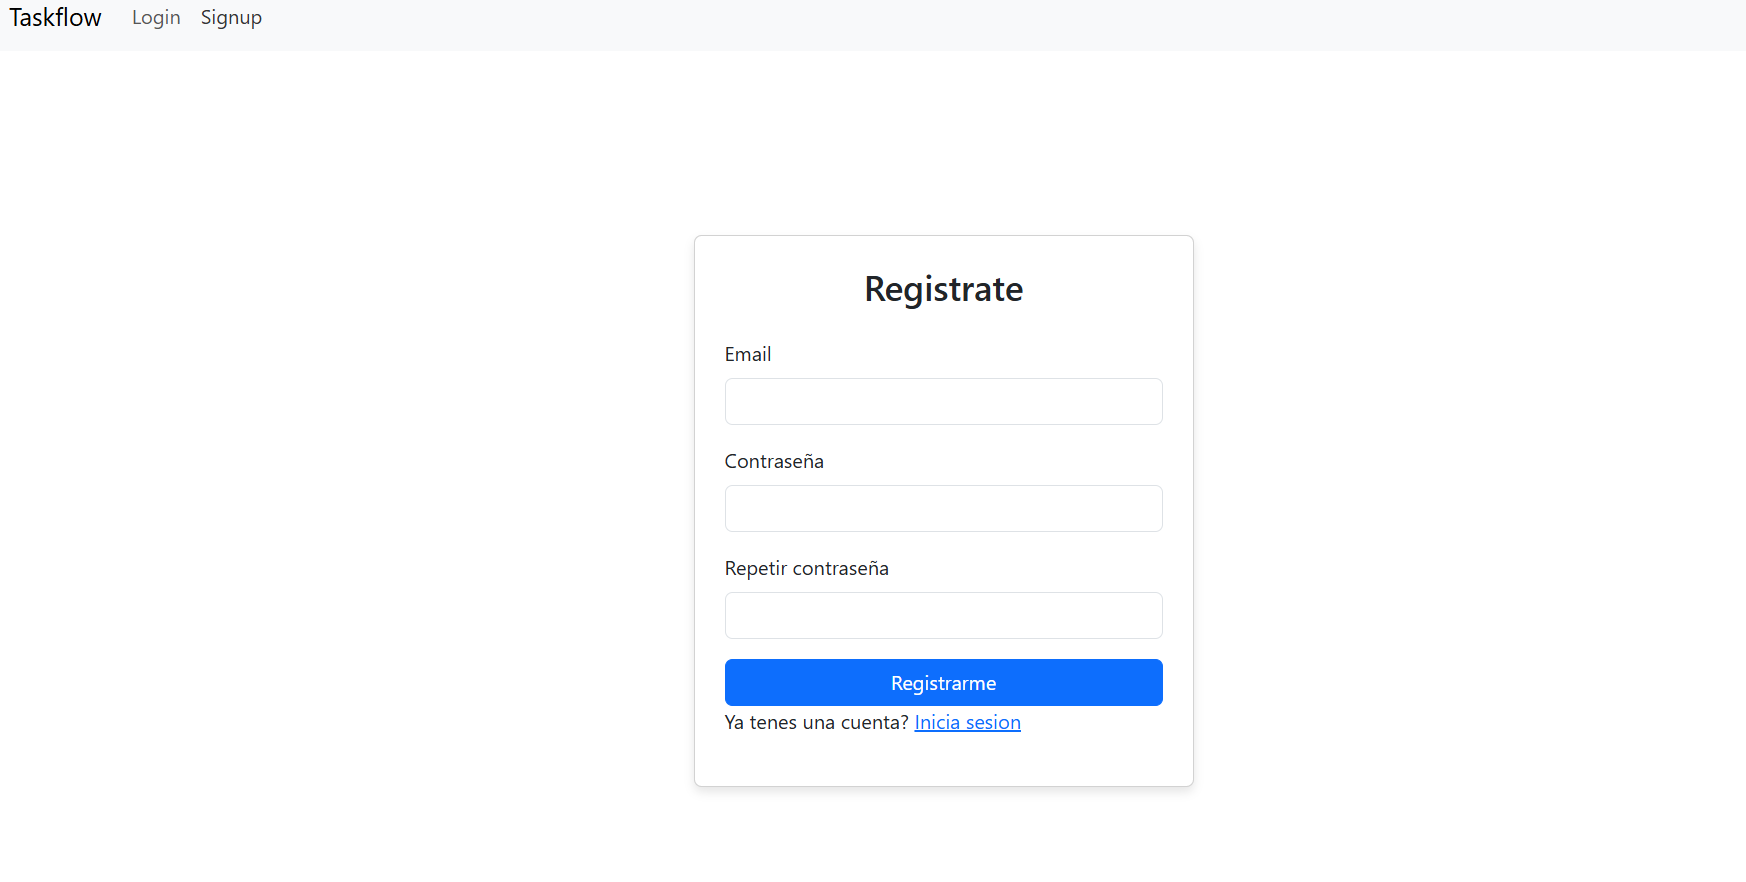 Taskflow Login Signup
Registrate
Email
Contraseña
Repetir contraseña
Registrarme
Ya tenes una cuenta? Inicia sesion